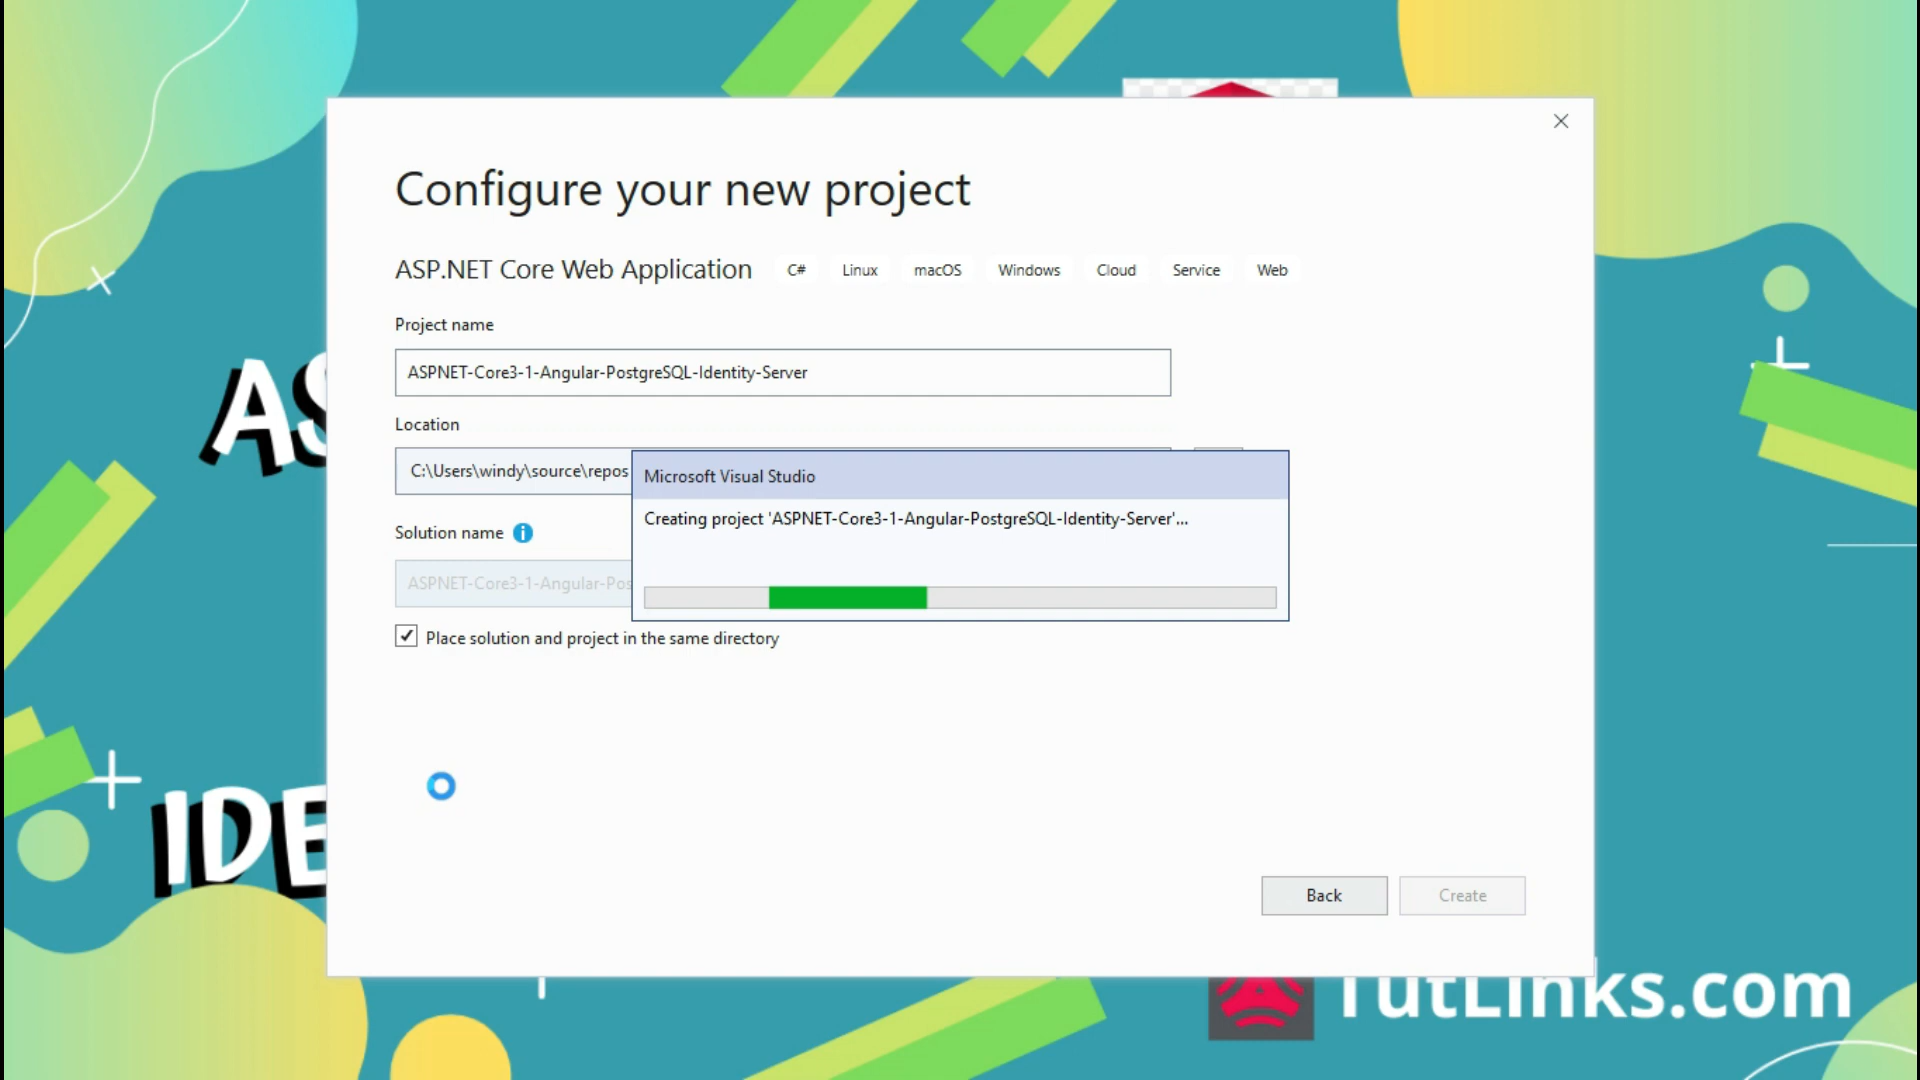 Configure your new project
ASP.NET Core Web Application C# Linux macOS Windows Cloud Service Web
Project name
ASPNET-Core3-1-Angular-PostgreSQL-Identity-Server
Location
C:\Users\windy\source\repos
Microsoft Visual Studio
Creating project 'ASPNET-Core3-1-Angular-PostgreSQL-Identity-Server'...
Solution name
ASPNET-Core3-1-Angular-Pos
Place solution and project in the same directory
AS
IDE
Back Create
TutLinks.com